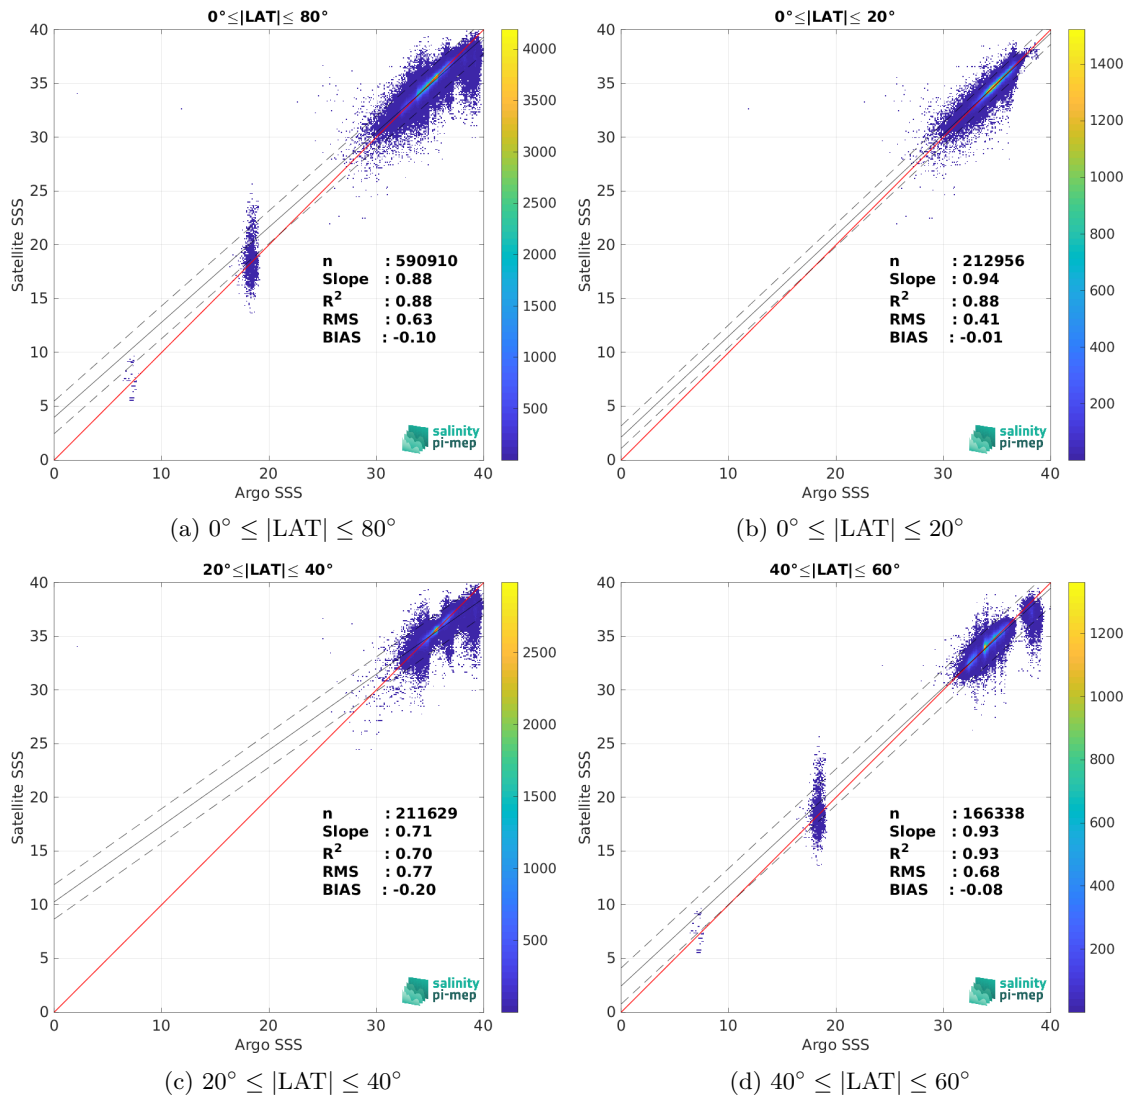 0°≤|LAT|≤ 80°
Satellite SSS
40
35
30
25
20
15
10
5
0
0
10
20
30
40
Argo SSS
n : 590910
Slope : 0.88
R² : 0.88
RMS : 0.63
BIAS : -0.10
salinity
pi-mep
4000
3500
3000
2500
2000
1500
1000
500
(a) 0° ≤ |LAT| ≤ 80°
0°≤|LAT|≤ 20°
Satellite SSS
40
35
30
25
20
15
10
5
0
0
10
20
30
40
Argo SSS
n : 212956
Slope : 0.94
R² : 0.88
RMS : 0.41
BIAS : -0.01
salinity
pi-mep
1400
1200
1000
800
600
400
200
(b) 0° ≤ |LAT| ≤ 20°
20°≤|LAT|≤ 40°
Satellite SSS
40
35
30
25
20
15
10
5
0
0
10
20
30
40
Argo SSS
n : 211629
Slope : 0.71
R² : 0.70
RMS : 0.77
BIAS : -0.20
salinity
pi-mep
2500
2000
1500
1000
500
(c) 20° ≤ |LAT| ≤ 40°
40°≤|LAT|≤ 60°
Satellite SSS
40
35
30
25
20
15
10
5
0
0
10
20
30
40
Argo SSS
n : 166338
Slope : 0.93
R² : 0.93
RMS : 0.68
BIAS : -0.08
salinity
pi-mep
1200
1000
800
600
400
200
(d) 40° ≤ |LAT| ≤ 60°